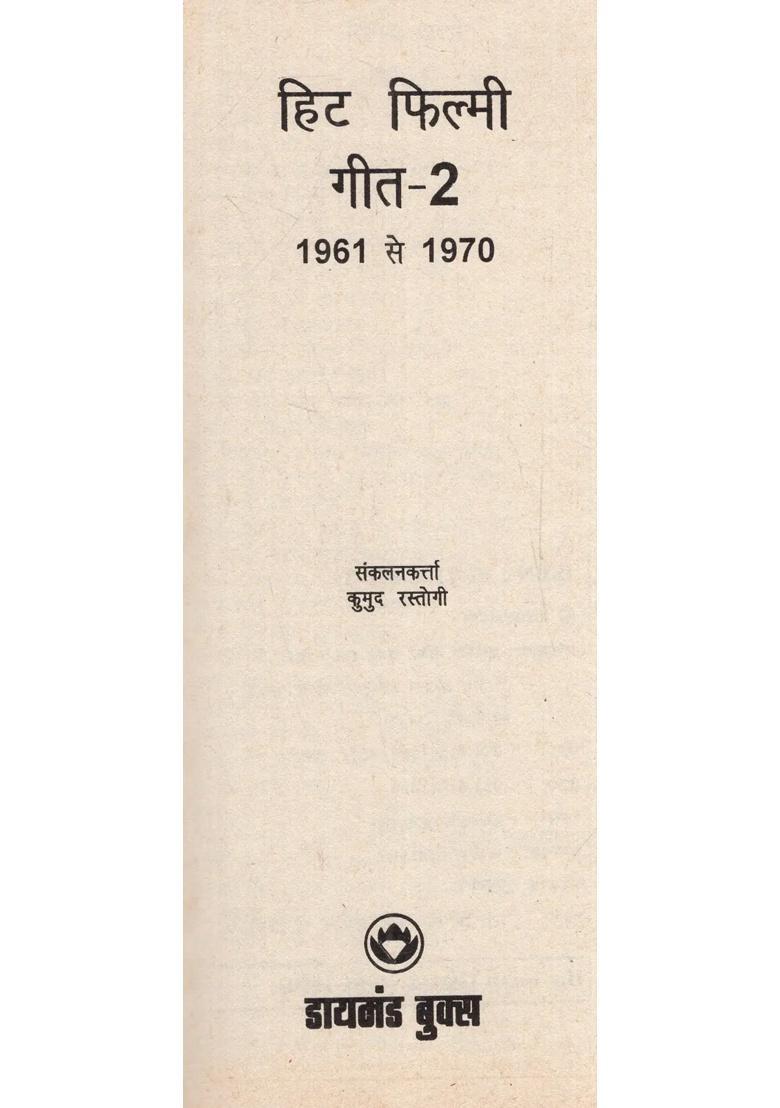 हिट फिल्मी
गीत-2
1961 से 1970
संकलनकर्त्ता
कुमुद रस्तोगी
डायमंड बुक्स